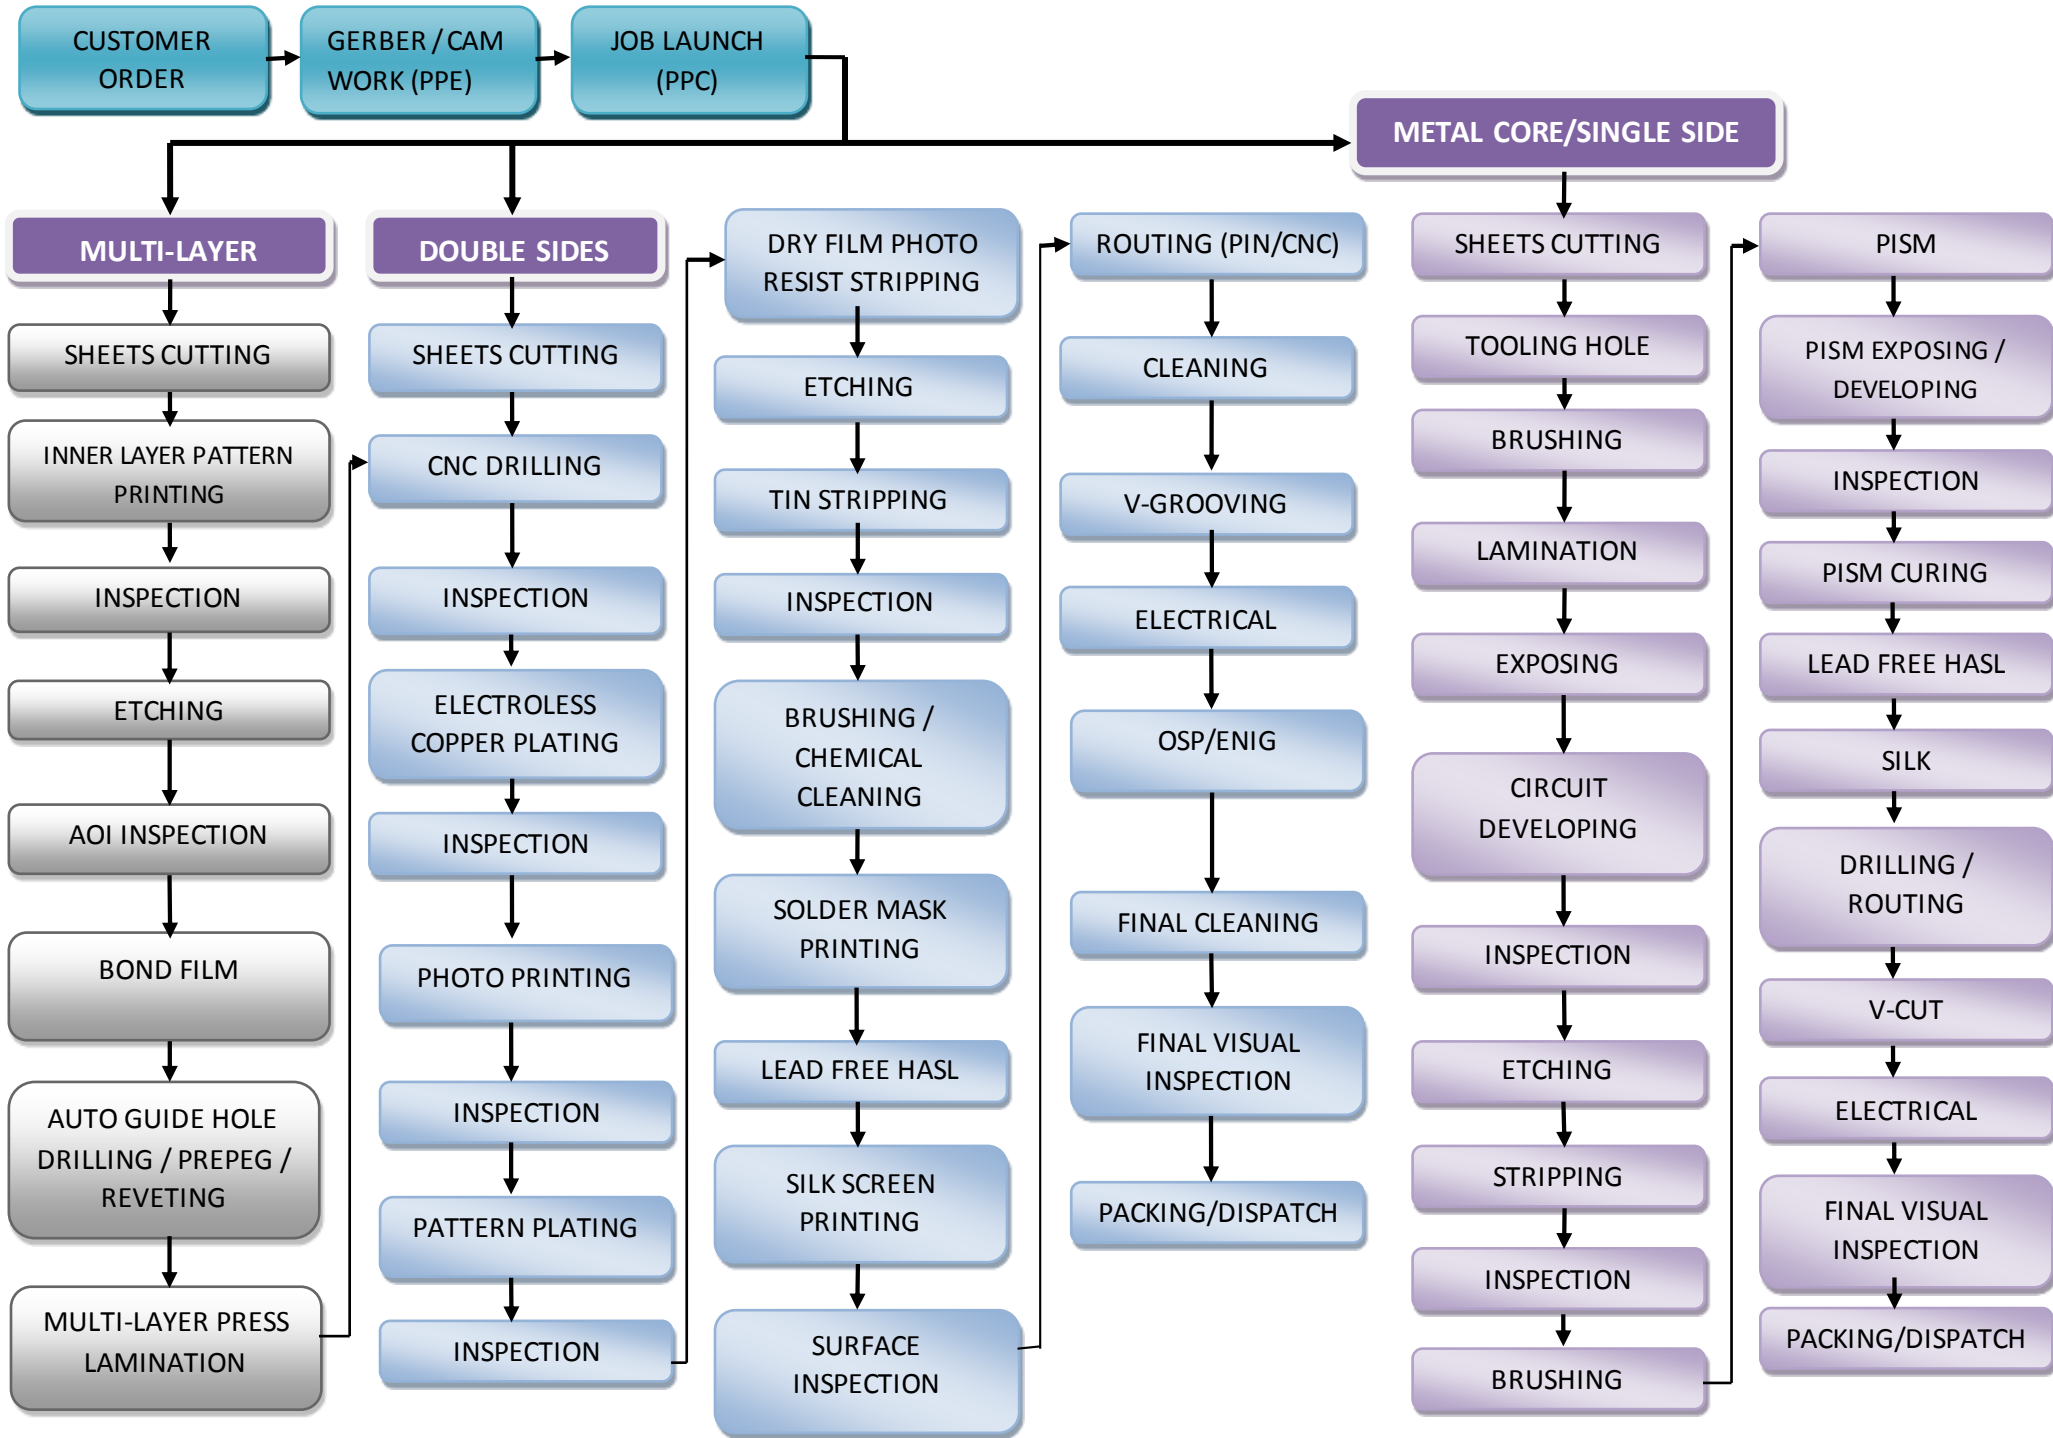 CUSTOMER
ORDER
GERBER / CAM
WORK (PPE)
JOB LAUNCH
(PPC)
METAL CORE/SINGLE SIDE
MULTI-LAYER
DOUBLE SIDES
SHEETS CUTTING
INNER LAYER PATTERN
PRINTING
INSPECTION
ETCHING
AOI INSPECTION
BOND FILM
AUTO GUIDE HOLE
DRILLING / PREPEG /
REVETING
MULTI-LAYER PRESS
LAMINATION
SHEETS CUTTING
CNC DRILLING
INSPECTION
ELECTROLESS
COPPER PLATING
INSPECTION
PHOTO PRINTING
INSPECTION
PATTERN PLATING
INSPECTION
DRY FILM PHOTO
RESIST STRIPPING
ETCHING
TIN STRIPPING
INSPECTION
BRUSHING /
CHEMICAL
CLEANING
SOLDER MASK
PRINTING
LEAD FREE HASL
SILK SCREEN
PRINTING
SURFACE
INSPECTION
ROUTING (PIN/CNC)
CLEANING
V-GROOVING
ELECTRICAL
OSP/ENIG
FINAL CLEANING
FINAL VISUAL
INSPECTION
PACKING/DISPATCH
SHEETS CUTTING
TOOLING HOLE
BRUSHING
LAMINATION
EXPOSING
CIRCUIT
DEVELOPING
INSPECTION
ETCHING
STRIPPING
INSPECTION
BRUSHING
PISM
PISM EXPOSING /
DEVELOPING
INSPECTION
PISM CURING
LEAD FREE HASL
SILK
DRILLING /
ROUTING
V-CUT
ELECTRICAL
FINAL VISUAL
INSPECTION
PACKING/DISPATCH